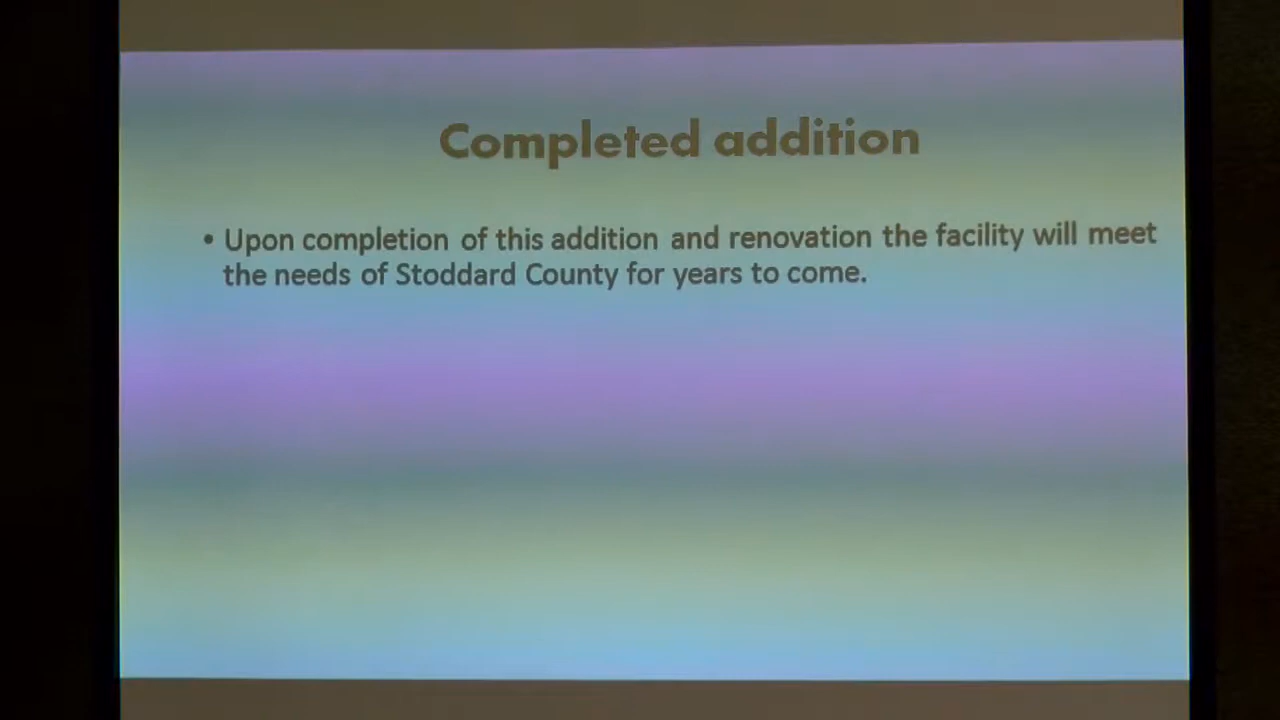 Completed addition
• Upon completion of this addition and renovation the facility will meet
the needs of Stoddard County for years to come.